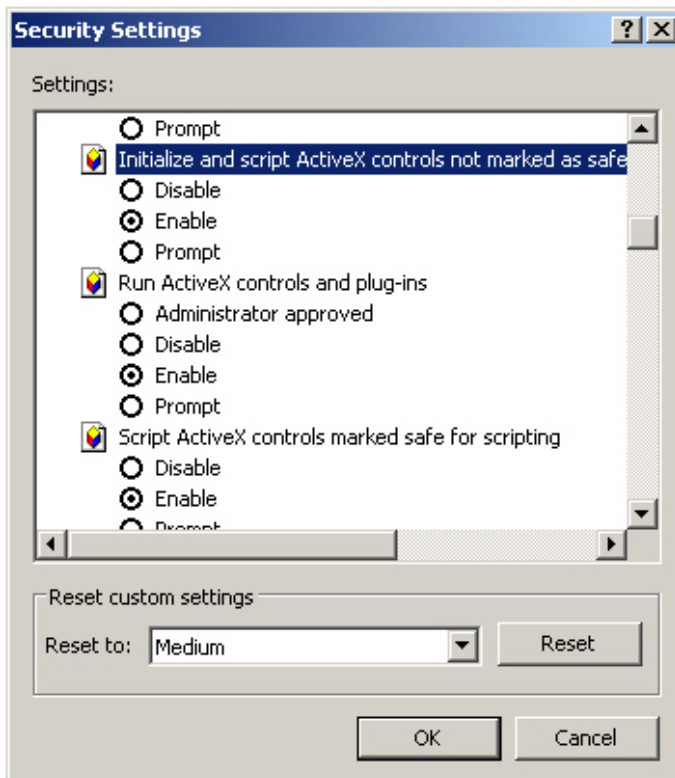 Security Settings
Settings:
Prompt
Initialize and script ActiveX controls not marked as safe
Disable
Enable
Prompt
Run ActiveX controls and plug-ins
Administrator approved
Disable
Enable
Prompt
Script ActiveX controls marked safe for scripting
Disable
Enable
Prompt
Reset custom settings
Reset to: Medium Reset
OK Cancel